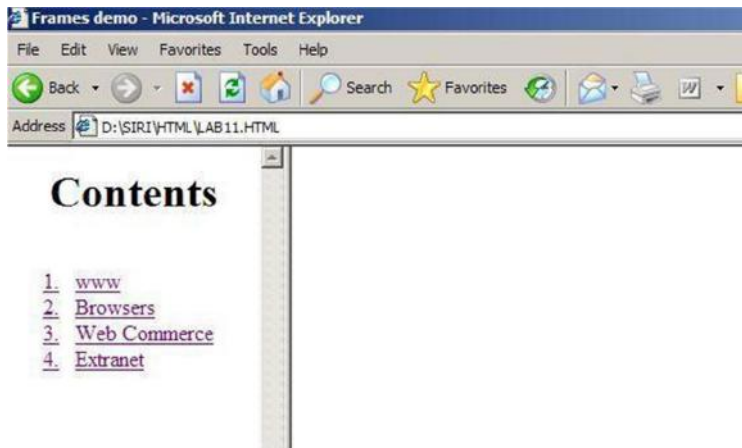 Frames demo - Microsoft Internet Explorer
File Edit View Favorites Tools Help
Back Search Favorites W
Address D:\SIRI\HTML\LAB11.HTML
Contents
1. www
2. Browsers
3. Web Commerce
4. Extranet